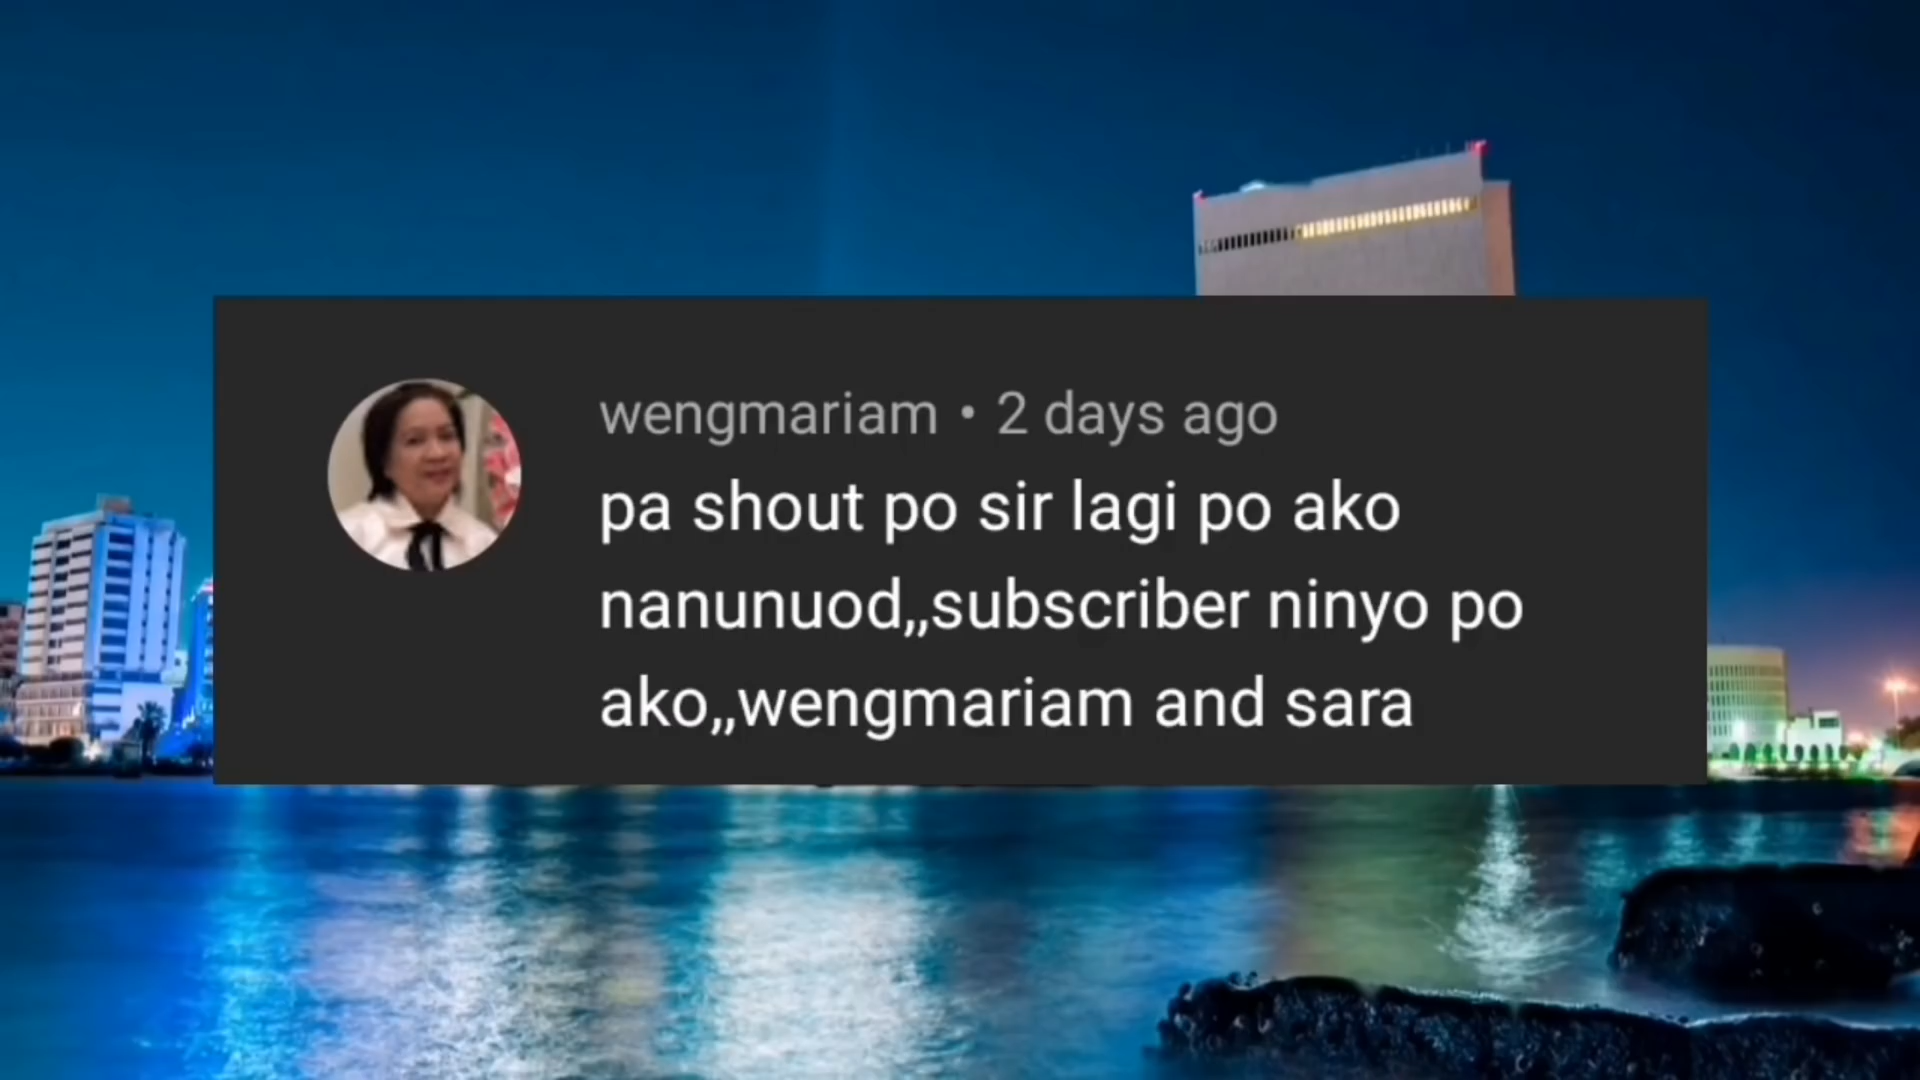 wengmariam • 2 days ago
pa shout po sir lagi po ako
nanunuod,,subscriber ninyo po
ako,,wengmariam and sara